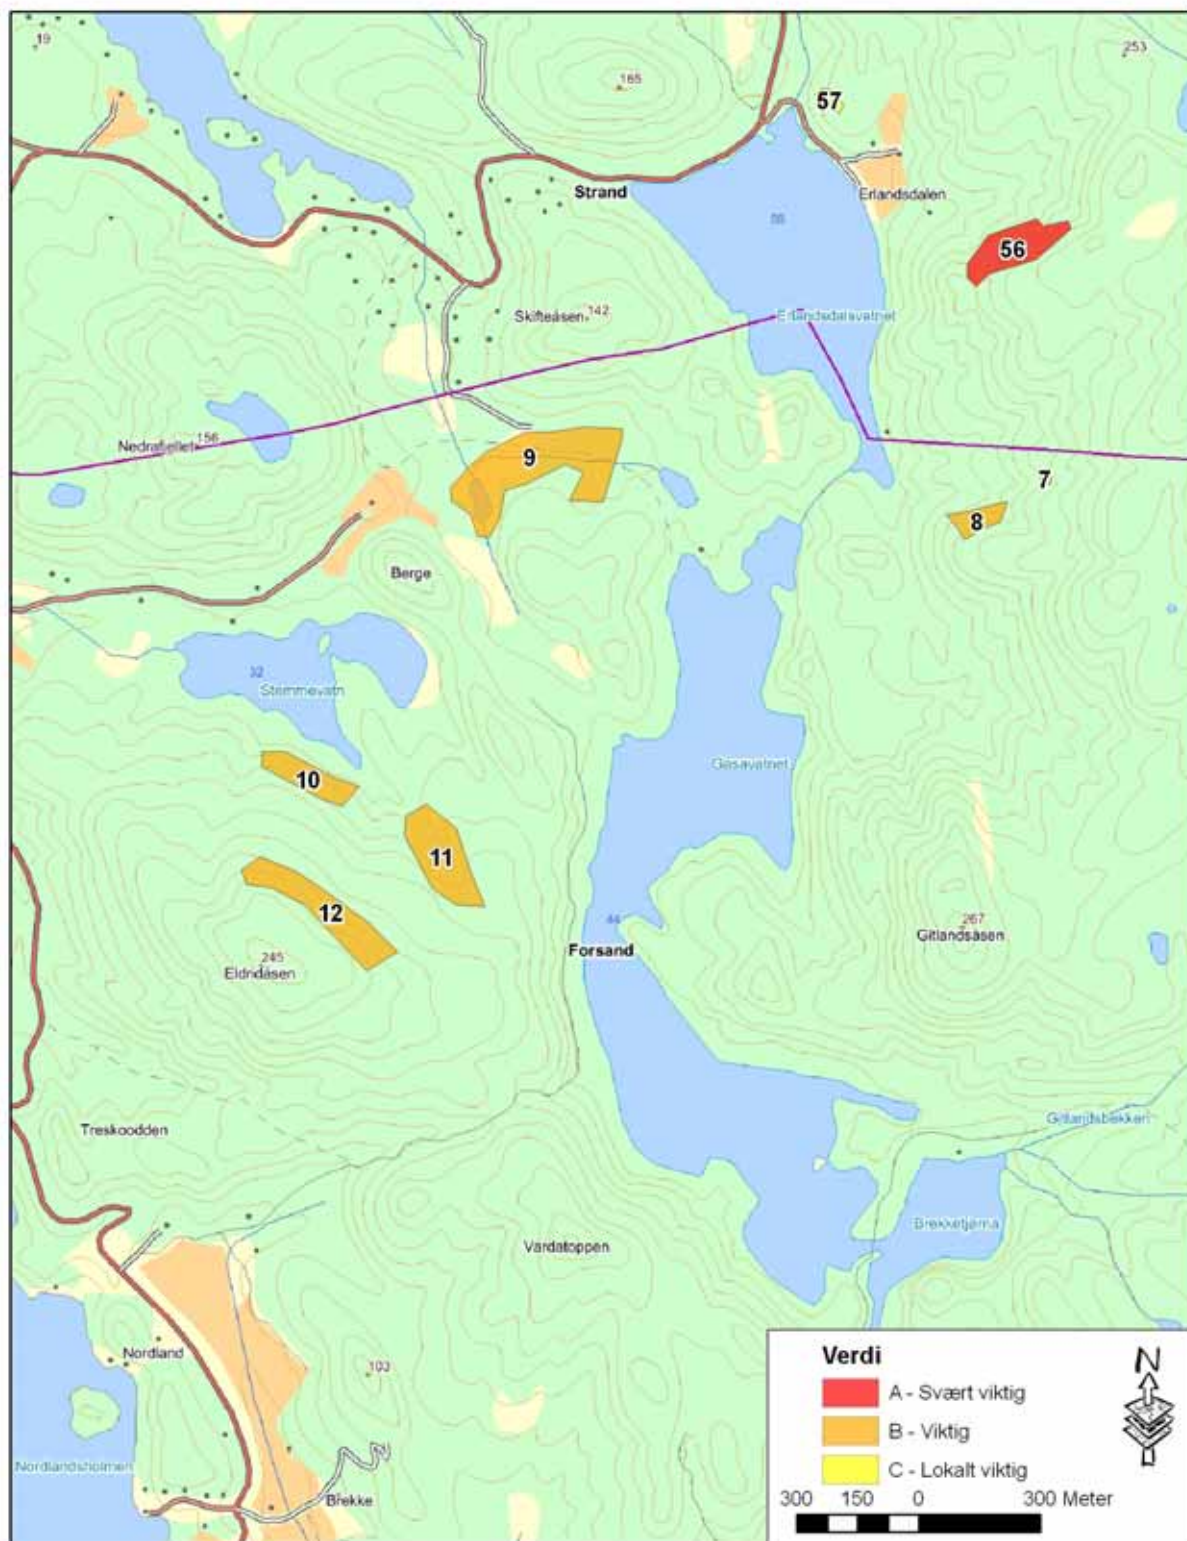 19
253
165
57
Strand
Erlandsdalen
88
56
Skifteåsen
142
Erlandsdalsvatnet
Nedrafjellet
156
9
7
8
Berge
32
Stemmevatn
10
Gåsavatnet
11
12
44
267
Gitlandsåsen
Forsand
245
Eldridåsen
Gitlandsbekken
Treskoodden
Brekketjørna
Vardatoppen
Nordland
103
Nordlandsholmen
Brekke
Verdi
N
A - Svært viktig
B - Viktig
C - Lokalt viktig
300 150 0 300 Meter